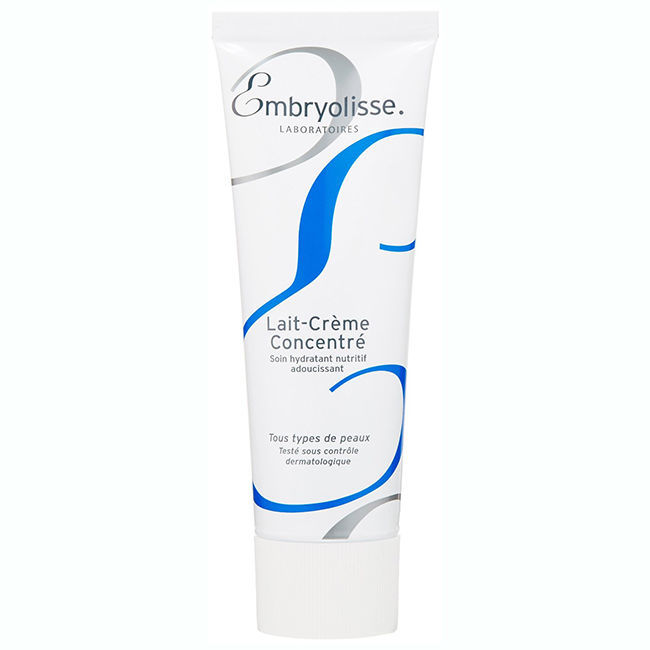 Embryolisse.
LABORATOIRES
Lait-Crème
Concentré
Soin hydratant nutritif
adoucissant
Tous types de peaux
Testé sous contrôle
dermatologique